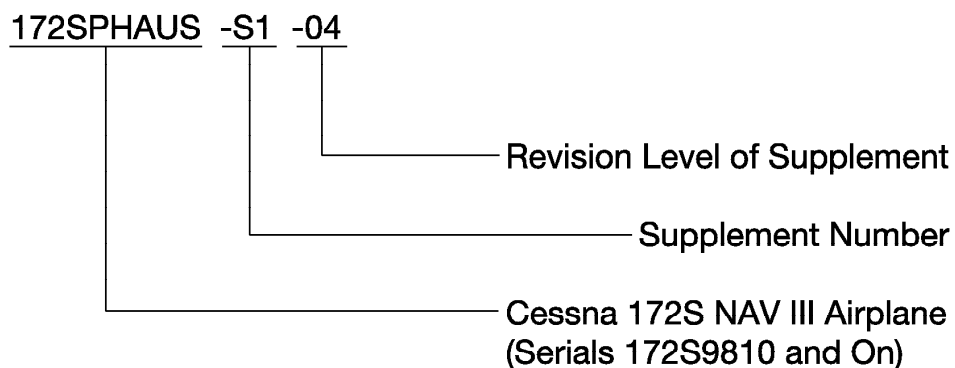 172SPHAUS -S1 -04
Revision Level of Supplement
Supplement Number
Cessna 172S NAV III Airplane
(Serials 172S9810 and On)